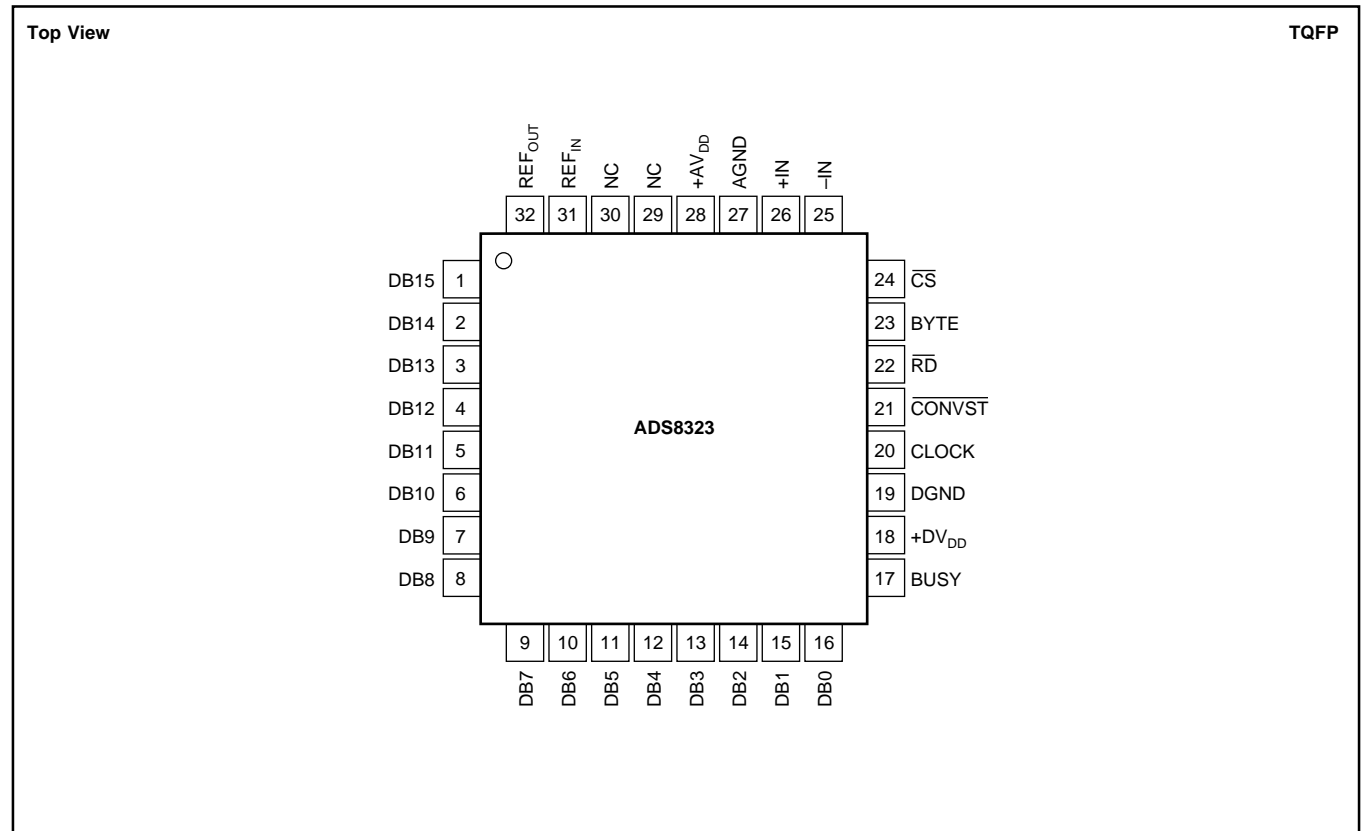 Top View
TQFP
REF_OUT
REF_IN
NC
NC
+AV_DD
AGND
+IN
–IN
32 31 30 29 28 27 26 25
DB15 1
DB14 2
DB13 3
DB12 4
DB11 5
DB10 6
DB9 7
DB8 8
ADS8323
24 C̅S̅
23 BYTE
22 R̅D̅
21 C̅O̅N̅V̅S̅T̅
20 CLOCK
19 DGND
18 +DV_DD
17 BUSY
9 10 11 12 13 14 15 16
DB7
DB6
DB5
DB4
DB3
DB2
DB1
DB0